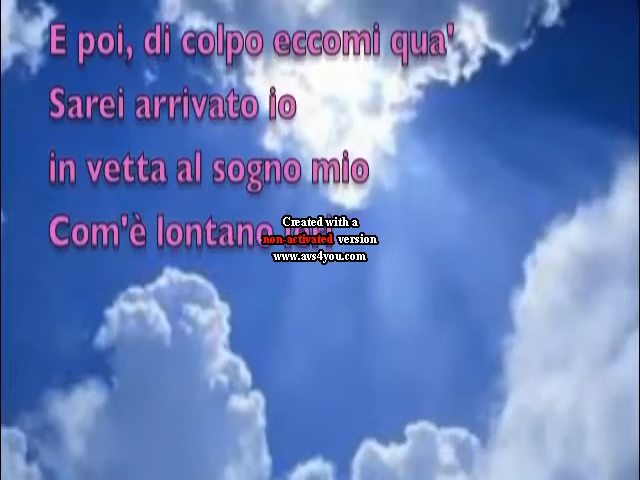 E poi, di colpo eccomi qua'
Sarei arrivato io
in vetta al sogno mio
Com'è lontano ieri
Created with a
non-activated version
www.avs4you.com